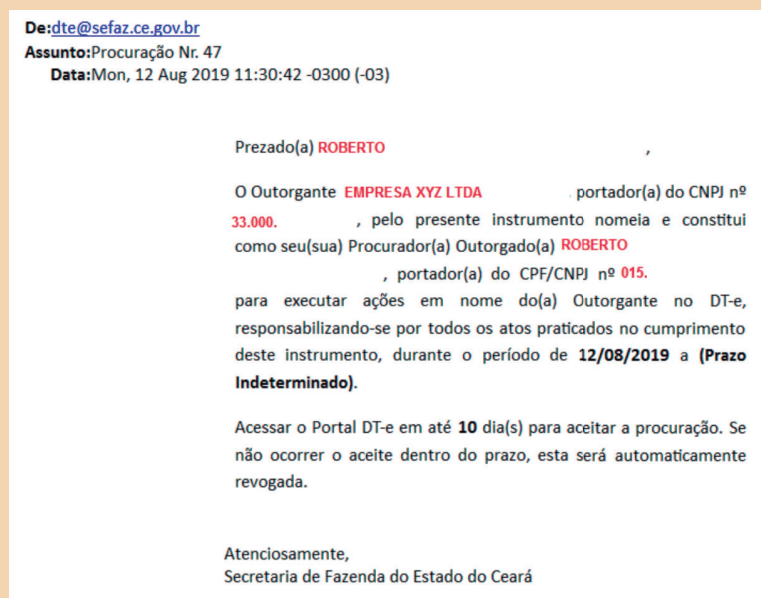 De:dte@sefaz.ce.gov.br
Assunto:Procuração Nr. 47
Data:Mon, 12 Aug 2019 11:30:42 -0300 (-03)
Prezado(a) ROBERTO ,
O Outorgante EMPRESA XYZ LTDA portador(a) do CNPJ nº
33.000. , pelo presente instrumento nomeia e constitui
como seu(sua) Procurador(a) Outorgado(a) ROBERTO
, portador(a) do CPF/CNPJ nº 015.
para executar ações em nome do(a) Outorgante no DT-e,
responsabilizando-se por todos os atos praticados no cumprimento
deste instrumento, durante o período de 12/08/2019 a (Prazo
Indeterminado).
Acessar o Portal DT-e em até 10 dia(s) para aceitar a procuração. Se
não ocorrer o aceite dentro do prazo, esta será automaticamente
revogada.
Atenciosamente,
Secretaria de Fazenda do Estado do Ceará